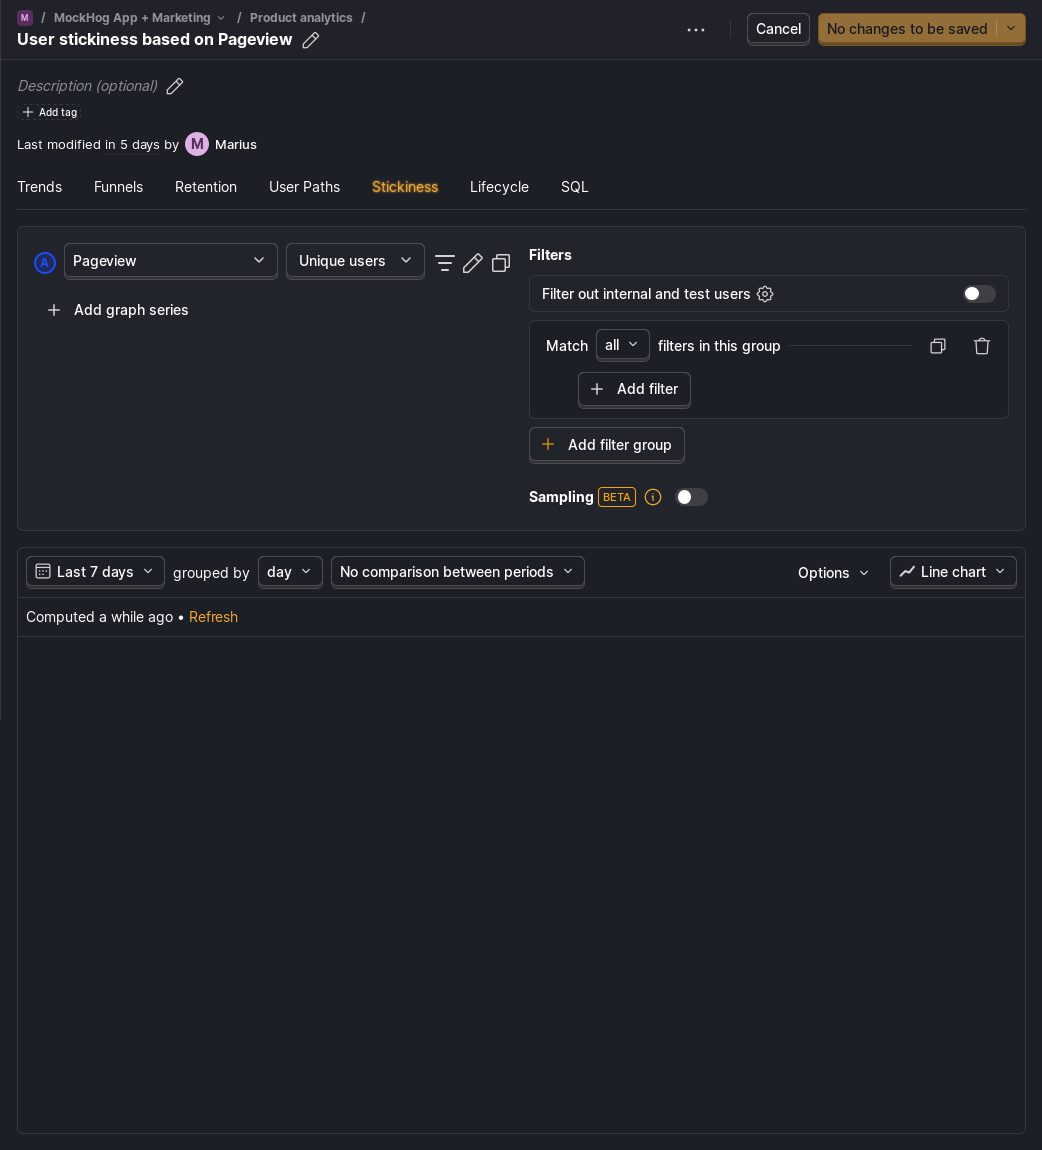 M / MockHog App + Marketing / Product analytics /
User stickiness based on Pageview
Cancel
No changes to be saved
Description (optional)
Add tag
Last modified in 5 days by M Marius
Trends Funnels Retention User Paths Stickiness Lifecycle SQL
A Pageview Unique users
Add graph series
Filters
Filter out internal and test users
Match all filters in this group
Add filter
Add filter group
Sampling BETA
Last 7 days grouped by day No comparison between periods Options Line chart
Computed a while ago • Refresh